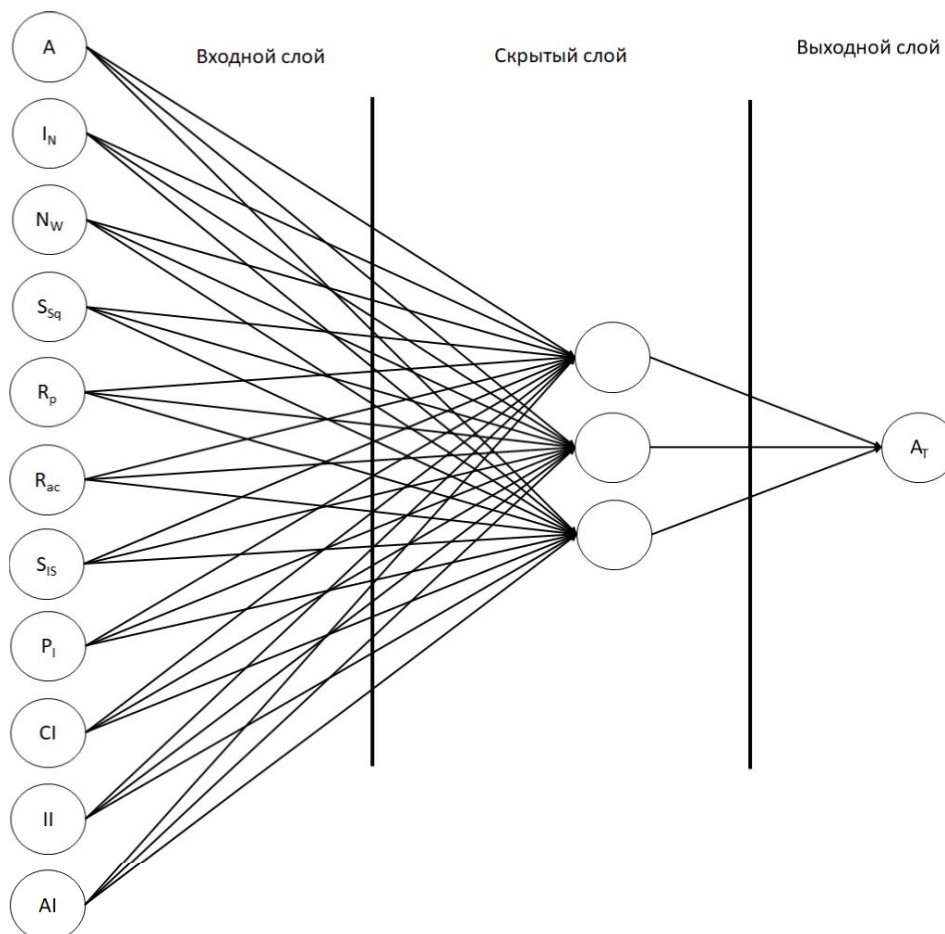 Входной слой
Скрытый слой
Выходной слой
A
I_N
N_W
S_Sq
R_p
R_ac
S_IS
P_I
CI
II
AI
A_T